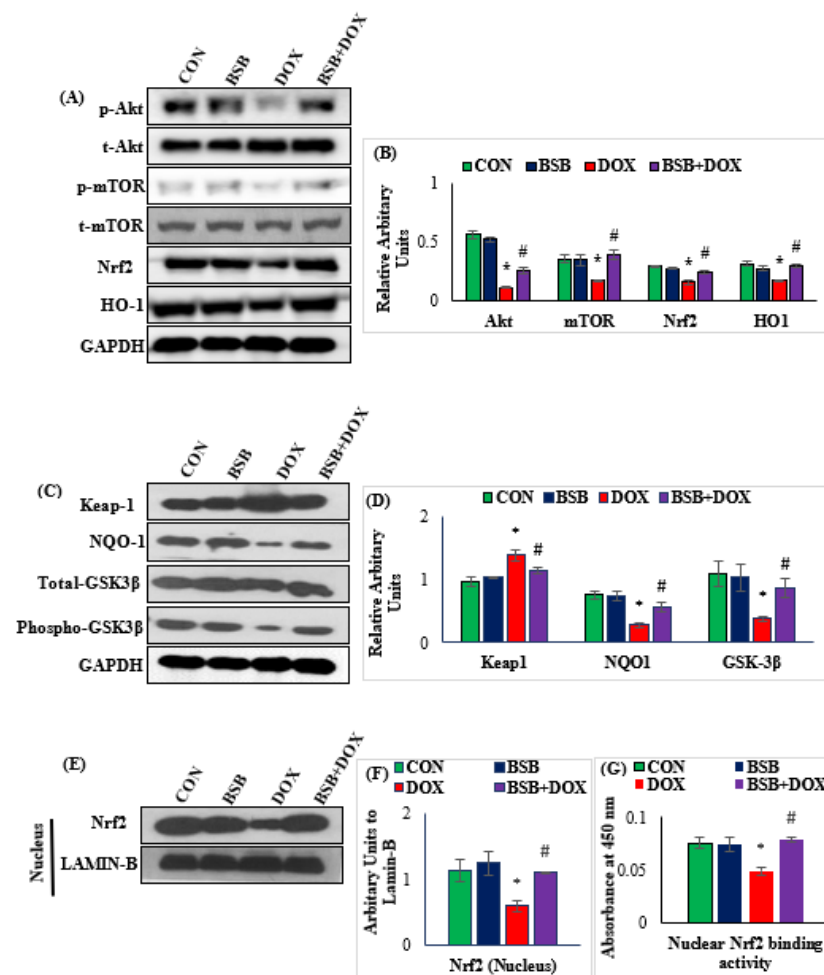 CON BSB DOX BSB+DOX
(A)
p-Akt
t-Akt
p-mTOR
t-mTOR
Nrf2
HO-1
GAPDH
(B)
CON BSB DOX BSB+DOX
Relative Arbitary
Units
1
0.5
0
* # * # * # * #
Akt mTOR Nrf2 HO1
CON BSB DOX BSB+DOX
(C)
Keap-1
NQO-1
Total-GSK3β
Phospho-GSK3β
GAPDH
(D)
CON BSB DOX BSB+DOX
Relative Arbitary
Units
2
1
0
* # * # * #
Keap1 NQO1 GSK-3β
(E)
CON BSB DOX BSB+DOX
Nucleus
Nrf2
LAMIN-B
(F)
CON BSB
DOX BSB+DOX
Arbitary Units to
Lamin-B
2
1
0
* #
Nrf2 (Nucleus)
(G)
CON BSB
DOX BSB+DOX
Absorbance at 450 nm
0.1
0.05
0
* #
Nuclear Nrf2 binding
activity